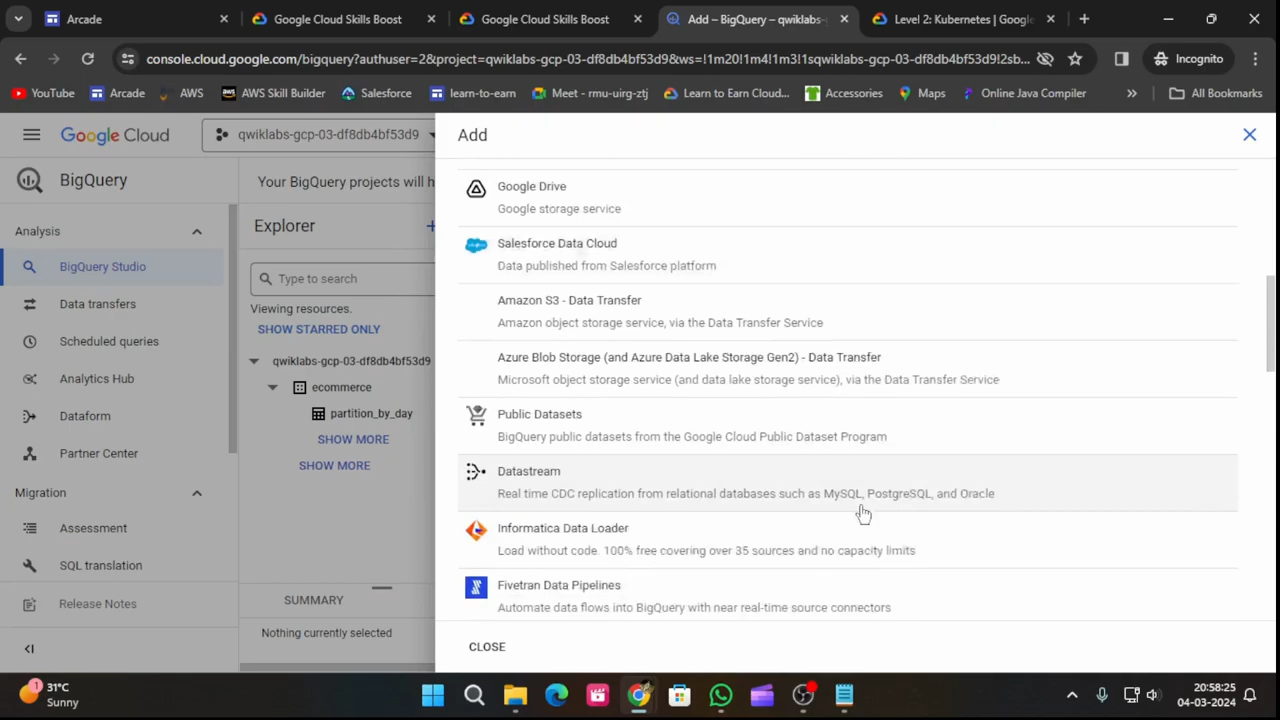 Arcade
Google Cloud Skills Boost
Google Cloud Skills Boost
Add – BigQuery – qwiklabs-
Level 2: Kubernetes | Google
console.cloud.google.com/bigquery?authuser=2&project=qwiklabs-gcp-03-df8db4bf53d9&ws=!1m20!1m4!1m3!1sqwiklabs-gcp-03-df8db4bf53d9!2sb...
Incognito
YouTube
Arcade
AWS
AWS Skill Builder
Salesforce
learn-to-earn
Meet - rmu-uirg-ztj
Learn to Earn Cloud...
Accessories
Maps
Online Java Compiler
All Bookmarks
Google Cloud
qwiklabs-gcp-03-df8db4bf53d9
BigQuery
Analysis
BigQuery Studio
Data transfers
Scheduled queries
Analytics Hub
Dataform
Partner Center
Migration
Assessment
SQL translation
Release Notes
Your BigQuery projects will h
Explorer
Type to search
Viewing resources.
SHOW STARRED ONLY
qwiklabs-gcp-03-df8db4bf53d9
ecommerce
partition_by_day
SHOW MORE
SHOW MORE
SUMMARY
Nothing currently selected
Add
Google Drive
Google storage service
Salesforce Data Cloud
Data published from Salesforce platform
Amazon S3 - Data Transfer
Amazon object storage service, via the Data Transfer Service
Azure Blob Storage (and Azure Data Lake Storage Gen2) - Data Transfer
Microsoft object storage service (and data lake storage service), via the Data Transfer Service
Public Datasets
BigQuery public datasets from the Google Cloud Public Dataset Program
Datastream
Real time CDC replication from relational databases such as MySQL, PostgreSQL, and Oracle
Informatica Data Loader
Load without code. 100% free covering over 35 sources and no capacity limits
Fivetran Data Pipelines
Automate data flows into BigQuery with near real-time source connectors
CLOSE
1
31°C
Sunny
20:58:25
04-03-2024